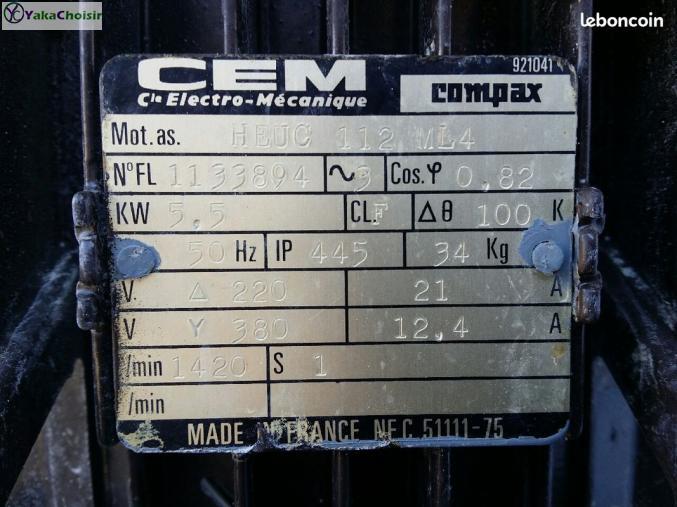 YakaChoisir
leboncoin
CEM
921041
Cie Electro-Mécanique
compax
Mot.as. HEUC 112 ML4
N°FL 1133894 ~ 3 Cos.φ 0,82
KW 5,5 CL.F Δθ 100 K
50 Hz IP 445 34 Kg
V. Δ 220 21 A
V Y 380 12,4 A
/min 1420 S 1
/min
MADE FRANCE NF C 51111-75